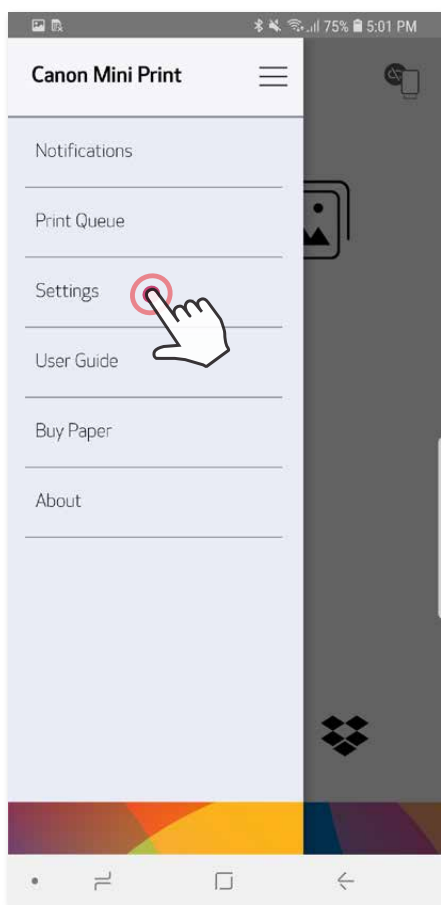 75% 5:01 PM
Canon Mini Print
Notifications
Print Queue
Settings
User Guide
Buy Paper
About